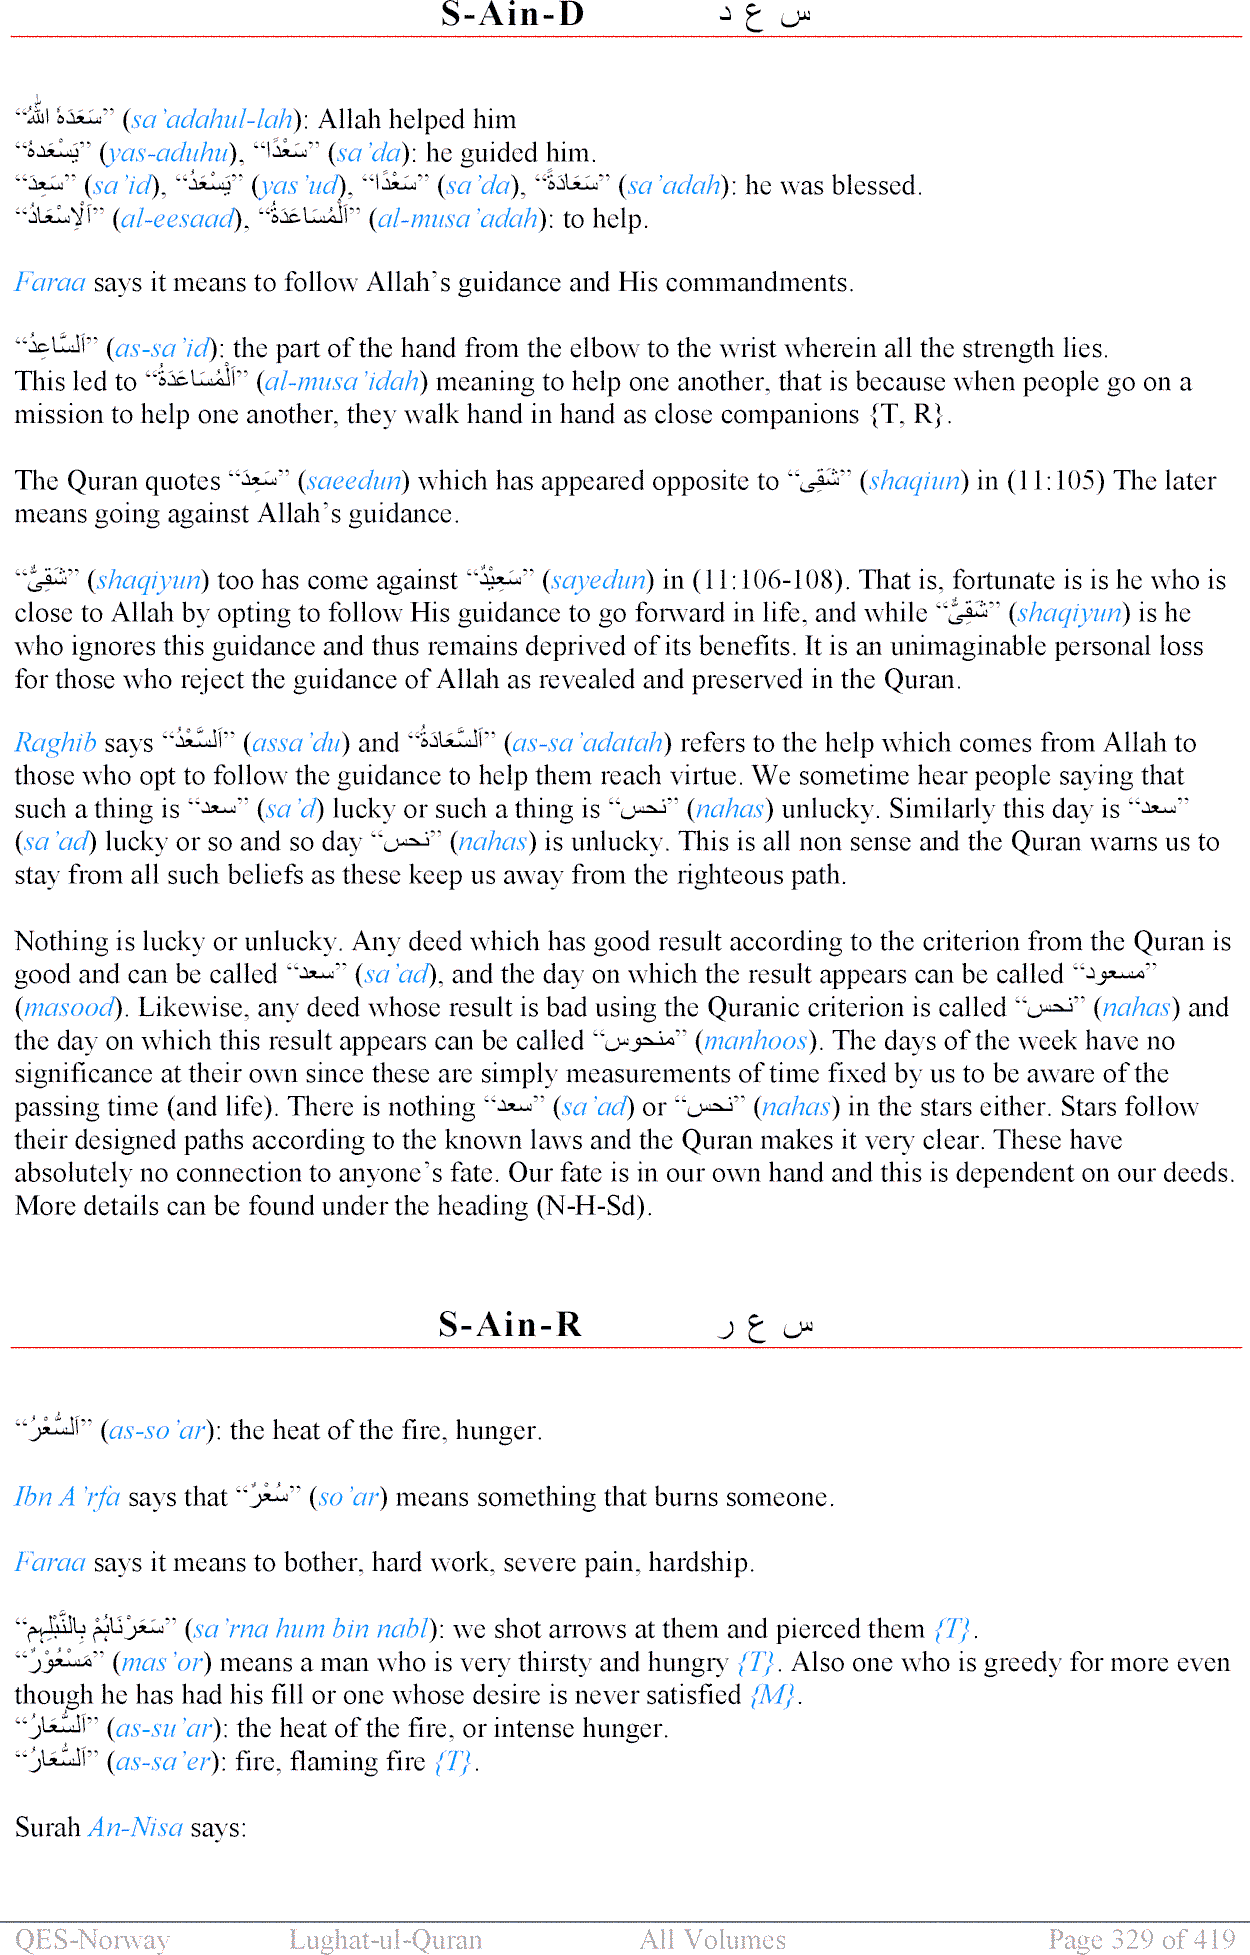 S-Ain-D س ع د
“سَعَدَهُ اللّٰهُ” (sa’adahul-lah): Allah helped him
“يَسْعَدهُ” (yas-aduhu), “سَعْدًا” (sa’da): he guided him.
“سَعِدَ” (sa’id), “يَسْعَدُ” (yas’ud), “سَعْدًا” (sa’da), “سَعَادَةً” (sa’adah): he was blessed.
“اَلْاِسْعَادُ” (al-eesaad), “اَلْمُسَاعَدَةُ” (al-musa’adah): to help.
Faraa says it means to follow Allah’s guidance and His commandments.
“اَلسَّاعِدُ” (as-sa’id): the part of the hand from the elbow to the wrist wherein all the strength lies.
This led to “اَلْمُسَاعَدَةُ” (al-musa’idah) meaning to help one another, that is because when people go on a
mission to help one another, they walk hand in hand as close companions {T, R}.
The Quran quotes “سَعِدَ” (saeedun) which has appeared opposite to “شَقِی” (shaqiun) in (11:105) The later
means going against Allah’s guidance.
“شَقِیٌّ” (shaqiyun) too has come against “سَعِيْدٌ” (sayedun) in (11:106-108). That is, fortunate is is he who is
close to Allah by opting to follow His guidance to go forward in life, and while “شَقِیٌّ” (shaqiyun) is he
who ignores this guidance and thus remains deprived of its benefits. It is an unimaginable personal loss
for those who reject the guidance of Allah as revealed and preserved in the Quran.
Raghib says “اَلسَّعْدُ” (assa’du) and “اَلسَّعَادَةُ” (as-sa’adatah) refers to the help which comes from Allah to
those who opt to follow the guidance to help them reach virtue. We sometime hear people saying that
such a thing is “سعد” (sa’d) lucky or such a thing is “نحس” (nahas) unlucky. Similarly this day is “سعد”
(sa’ad) lucky or so and so day “نحس” (nahas) is unlucky. This is all non sense and the Quran warns us to
stay from all such beliefs as these keep us away from the righteous path.
Nothing is lucky or unlucky. Any deed which has good result according to the criterion from the Quran is
good and can be called “سعد” (sa’ad), and the day on which the result appears can be called “مسعود”
(masood). Likewise, any deed whose result is bad using the Quranic criterion is called “نحس” (nahas) and
the day on which this result appears can be called “منحوس” (manhoos). The days of the week have no
significance at their own since these are simply measurements of time fixed by us to be aware of the
passing time (and life). There is nothing “سعد” (sa’ad) or “نحس” (nahas) in the stars either. Stars follow
their designed paths according to the known laws and the Quran makes it very clear. These have
absolutely no connection to anyone’s fate. Our fate is in our own hand and this is dependent on our deeds.
More details can be found under the heading (N-H-Sd).
S-Ain-R س ع ر
“اَلسُّعْرُ” (as-so’ar): the heat of the fire, hunger.
Ibn A’rfa says that “سُعْرٌ” (so’ar) means something that burns someone.
Faraa says it means to bother, hard work, severe pain, hardship.
“سَعَرْنَاہُمْ بِالنَّبْلِہِم” (sa’rna hum bin nabl): we shot arrows at them and pierced them {T}.
“مَسْعُوْرٌ” (mas’or) means a man who is very thirsty and hungry {T}. Also one who is greedy for more even
though he has had his fill or one whose desire is never satisfied {M}.
“اَلسُّعَارُ” (as-su’ar): the heat of the fire, or intense hunger.
“اَلسُّعَارُ” (as-sa’er): fire, flaming fire {T}.
Surah An-Nisa says:
QES-Norway Lughat-ul-Quran All Volumes Page 329 of 419